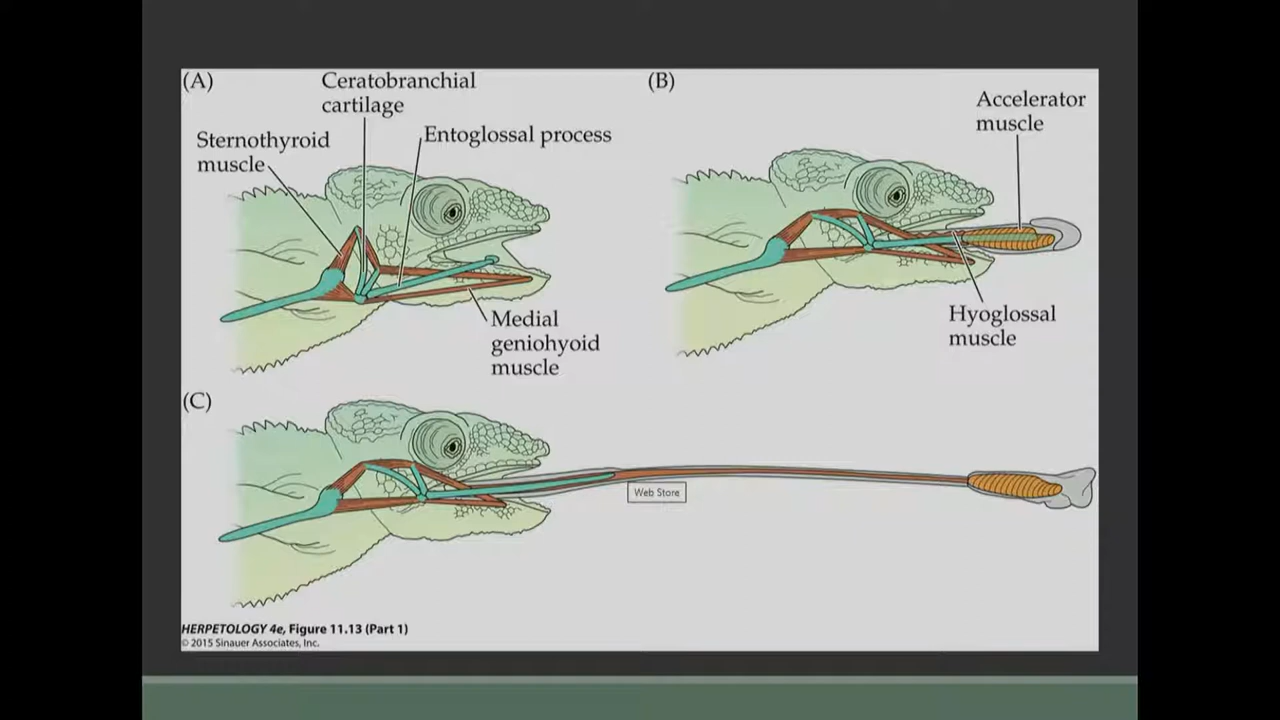 (A)
Ceratobranchial
cartilage
Sternothyroid
muscle
Entoglossal process
Medial
geniohyoid
muscle
(B)
Accelerator
muscle
Hyoglossal
muscle
(C)
Web Store
HERPETOLOGY 4e, Figure 11.13 (Part 1)
© 2015 Sinauer Associates, Inc.